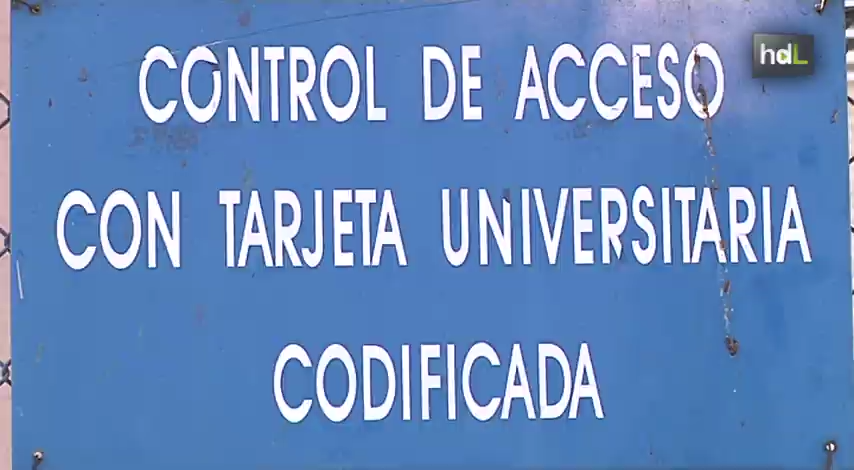 hdL
CONTROL DE ACCESO
CON TARJETA UNIVERSITARIA
CODIFICADA